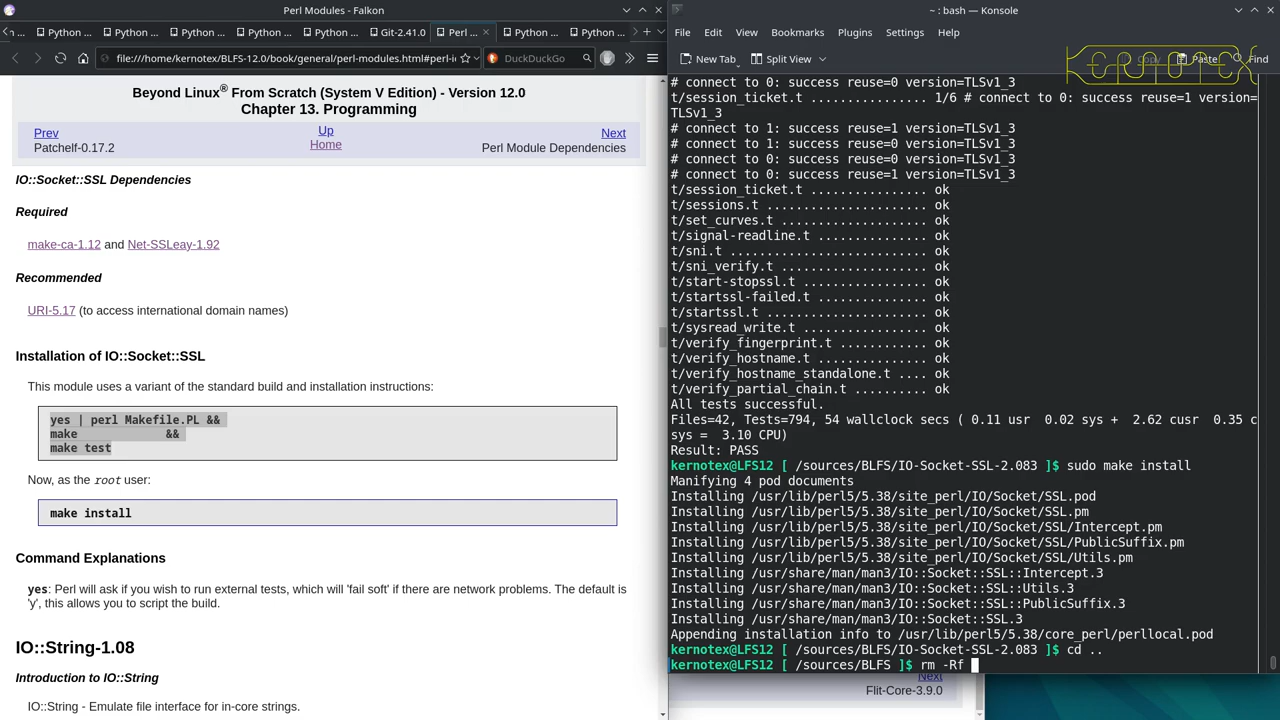 Perl Modules - Falkon
n ...
Python ...
Python ...
Python ...
Python ...
Python ...
Git-2.41.0
Perl ...
Python ...
Python ...
file:///home/kernotex/BLFS-12.0/book/general/perl-modules.html#perl-i
DuckDuckGo
Beyond Linux® From Scratch (System V Edition) - Version 12.0
Chapter 13. Programming
Prev
Up
Next
Patchelf-0.17.2
Home
Perl Module Dependencies
IO::Socket::SSL Dependencies
Required
make-ca-1.12 and Net-SSLeay-1.92
Recommended
URI-5.17 (to access international domain names)
Installation of IO::Socket::SSL
This module uses a variant of the standard build and installation instructions:
yes | perl Makefile.PL &&
make            &&
make test
Now, as the root user:
make install
Command Explanations
yes: Perl will ask if you wish to run external tests, which will 'fail soft' if there are network problems. The default is
'y', this allows you to script the build.
IO::String-1.08
Introduction to IO::String
IO::String - Emulate file interface for in-core strings.
~ : bash — Konsole
File Edit View Bookmarks Plugins Settings Help
New Tab Split View Copy Paste Find
KERNOTEX
# connect to 0: success reuse=0 version=TLSv1_3
t/session_ticket.t ............... 1/6 # connect to 0: success reuse=1 version=
TLSv1_3
# connect to 1: success reuse=0 version=TLSv1_3
# connect to 1: success reuse=0 version=TLSv1_3
# connect to 0: success reuse=0 version=TLSv1_3
# connect to 0: success reuse=1 version=TLSv1_3
t/session_ticket.t ............... ok
t/sessions.t ..................... ok
t/set_curves.t ................... ok
t/signal-readline.t .............. ok
t/sni.t .......................... ok
t/sni_verify.t ................... ok
t/start-stopssl.t ................ ok
t/startssl-failed.t .............. ok
t/startssl.t ..................... ok
t/sysread_write.t ................ ok
t/verify_fingerprint.t ........... ok
t/verify_hostname.t .............. ok
t/verify_hostname_standalone.t .... ok
t/verify_partial_chain.t ......... ok
All tests successful.
Files=42, Tests=794, 54 wallclock secs ( 0.11 usr  0.02 sys +  2.62 cusr  0.35 c
sys =  3.10 CPU)
Result: PASS
kernotex@LFS12 [ /sources/BLFS/IO-Socket-SSL-2.083 ]$ sudo make install
Manifying 4 pod documents
Installing /usr/lib/perl5/5.38/site_perl/IO/Socket/SSL.pod
Installing /usr/lib/perl5/5.38/site_perl/IO/Socket/SSL.pm
Installing /usr/lib/perl5/5.38/site_perl/IO/Socket/SSL/Intercept.pm
Installing /usr/lib/perl5/5.38/site_perl/IO/Socket/SSL/PublicSuffix.pm
Installing /usr/lib/perl5/5.38/site_perl/IO/Socket/SSL/Utils.pm
Installing /usr/share/man/man3/IO::Socket::SSL::Intercept.3
Installing /usr/share/man/man3/IO::Socket::SSL::Utils.3
Installing /usr/share/man/man3/IO::Socket::SSL::PublicSuffix.3
Installing /usr/share/man/man3/IO::Socket::SSL.3
Appending installation info to /usr/lib/perl5/5.38/core_perl/perllocal.pod
kernotex@LFS12 [ /sources/BLFS/IO-Socket-SSL-2.083 ]$ cd ..
kernotex@LFS12 [ /sources/BLFS ]$ rm -Rf
Next
Flit-Core-3.9.0